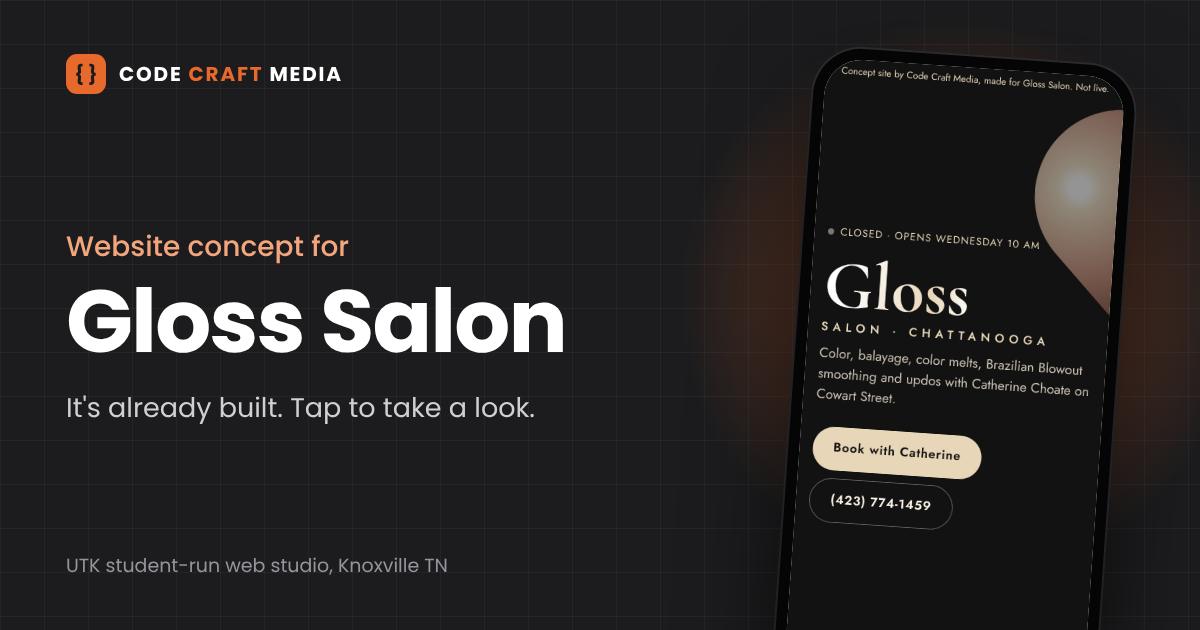 { } CODE CRAFT MEDIA
Website concept for
Gloss Salon
It's already built. Tap to take a look.
UTK student-run web studio, Knoxville TN
Concept site by Code Craft Media, made for Gloss Salon. Not live.
CLOSED · OPENS WEDNESDAY 10 AM
Gloss
SALON · CHATTANOOGA
Color, balayage, color melts, Brazilian Blowout
smoothing and updos with Catherine Choate on
Cowart Street.
Book with Catherine
(423) 774-1459